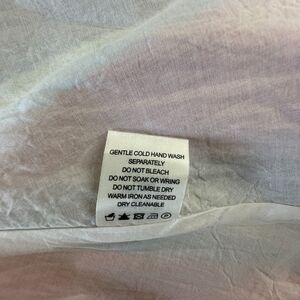 GENTLE COLD HAND WASH
SEPARATELY
DO NOT BLEACH
DO NOT SOAK OR WRING
DO NOT TUMBLE DRY
WARM IRON AS NEEDED
DRY CLEANABLE